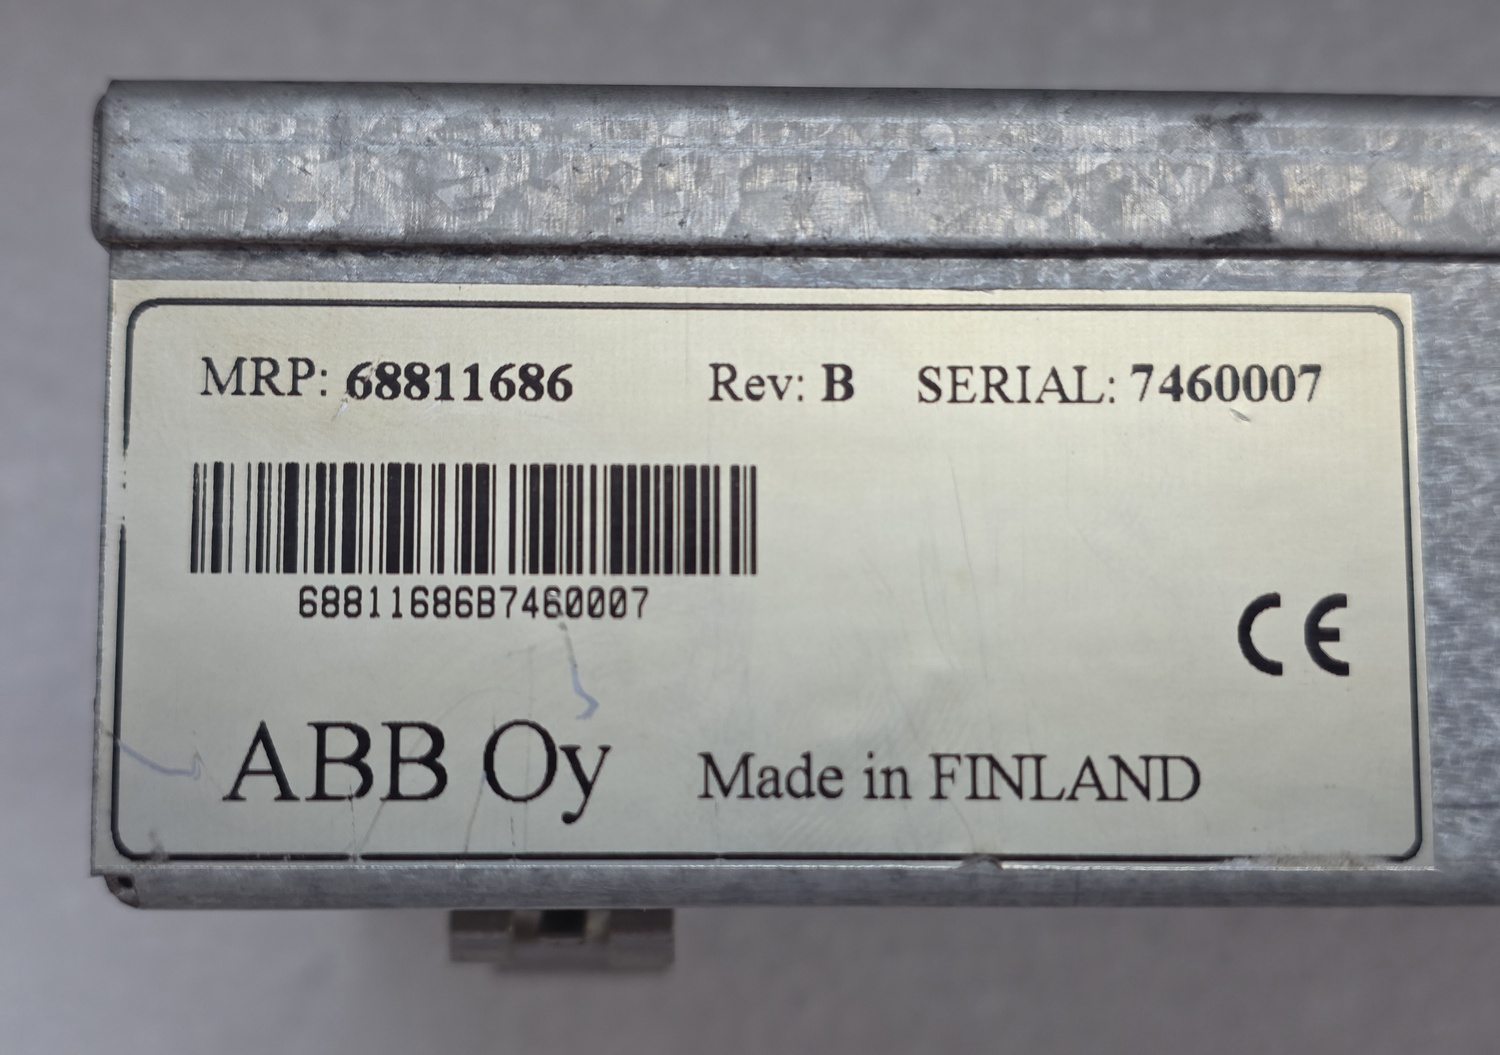 MRP: 68811686 Rev: B SERIAL: 7460007
68811686B7460007
CE
ABB Oy Made in FINLAND